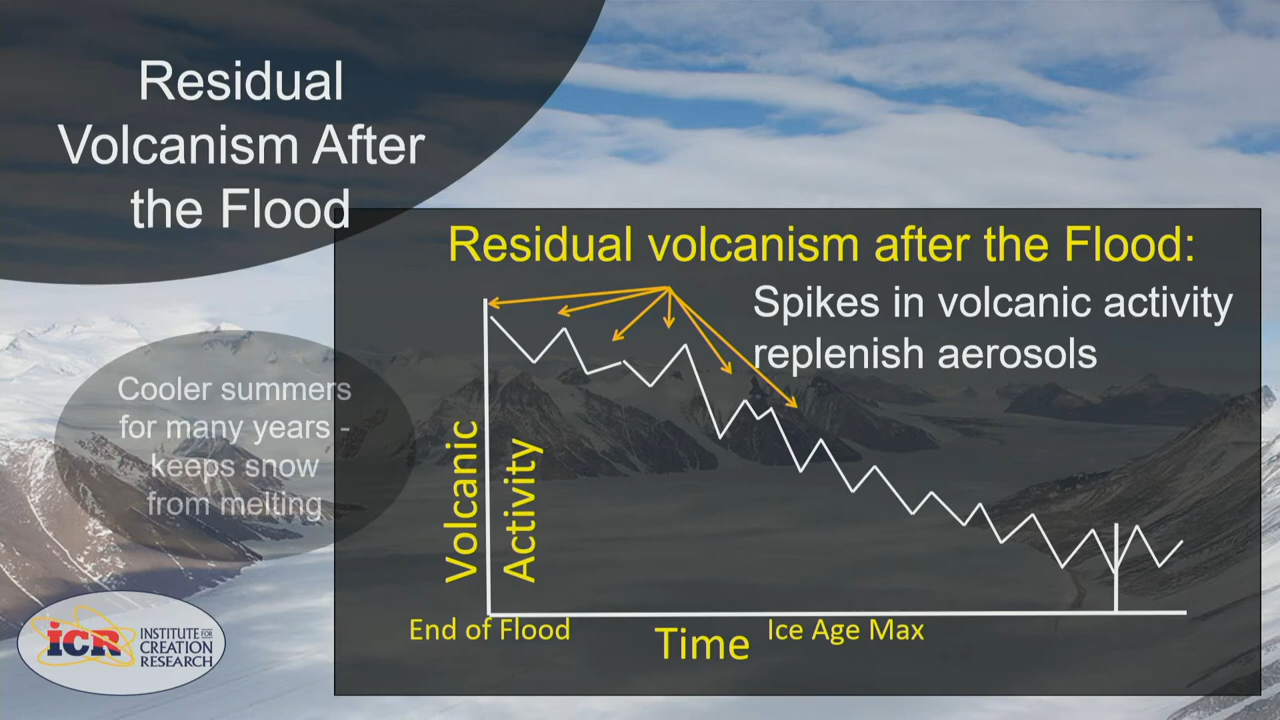 Residual
Volcanism After
the Flood
Residual volcanism after the Flood:
Spikes in volcanic activity
replenish aerosols
Cooler summers
for many years -
keeps snow
from melting
Volcanic
Activity
End of Flood
Time
Ice Age Max
ICR
INSTITUTE FOR
CREATION
RESEARCH